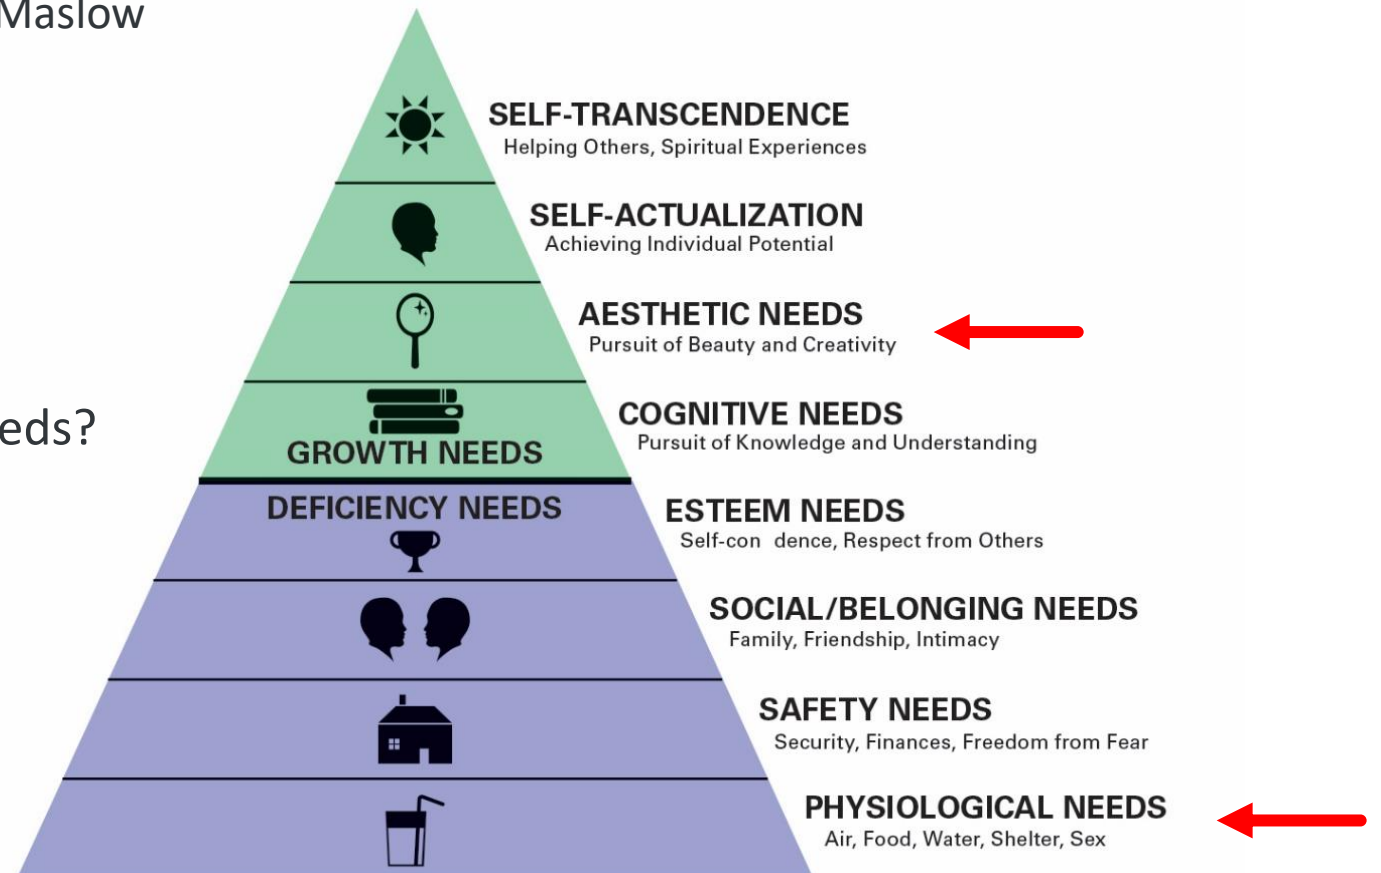 Maslow
SELF-TRANSCENDENCE
Helping Others, Spiritual Experiences
SELF-ACTUALIZATION
Achieving Individual Potential
AESTHETIC NEEDS
Pursuit of Beauty and Creativity
eeds?
COGNITIVE NEEDS
Pursuit of Knowledge and Understanding
GROWTH NEEDS
DEFICIENCY NEEDS
ESTEEM NEEDS
Self-con dence, Respect from Others
SOCIAL/BELONGING NEEDS
Family, Friendship, Intimacy
SAFETY NEEDS
Security, Finances, Freedom from Fear
PHYSIOLOGICAL NEEDS
Air, Food, Water, Shelter, Sex